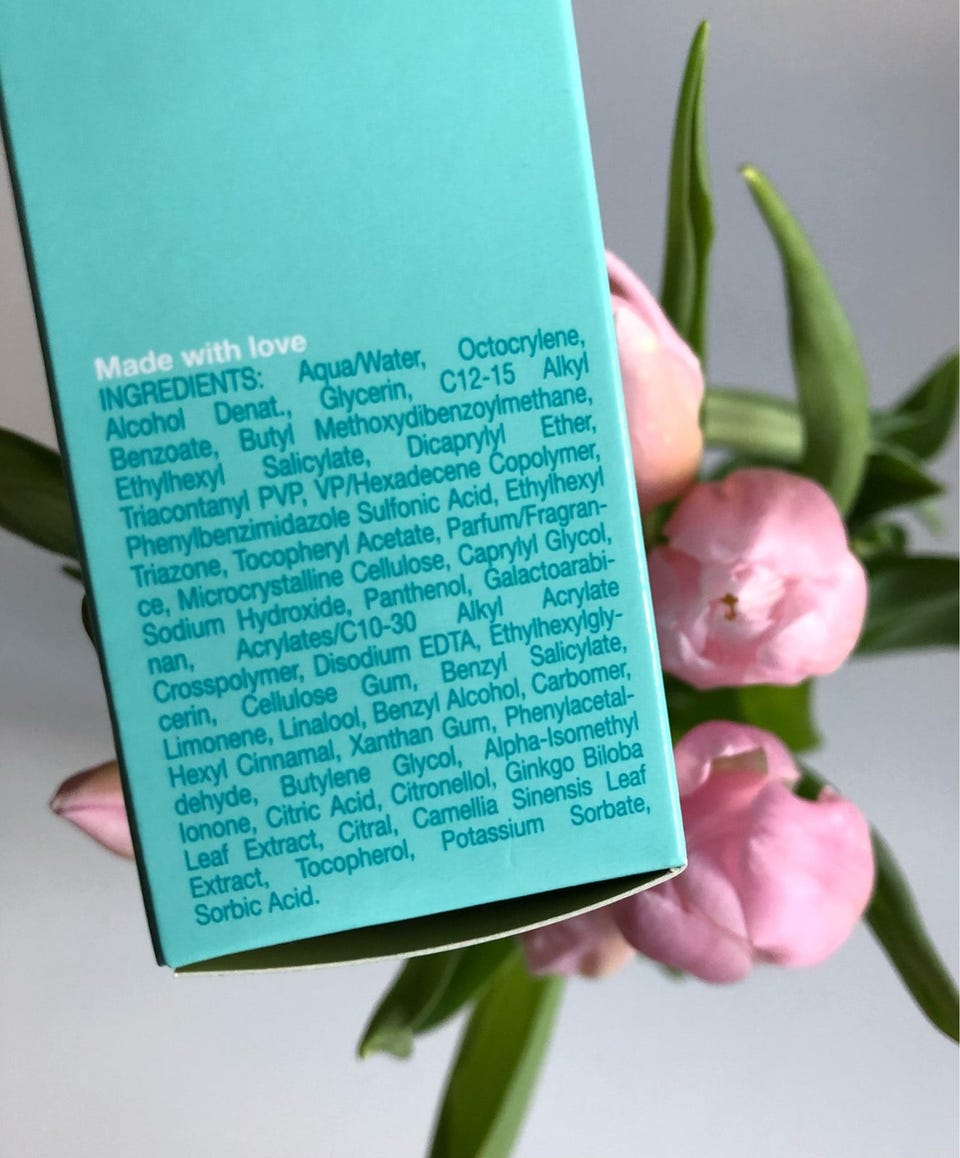 Made with love
INGREDIENTS: Aqua/Water, Octocrylene,
Alcohol Denat., Glycerin, C12-15 Alkyl
Benzoate, Butyl Methoxydibenzoylmethane,
Ethylhexyl Salicylate, Dicaprylyl Ether,
Triacontanyl PVP, VP/Hexadecene Copolymer,
Phenylbenzimidazole Sulfonic Acid, Ethylhexyl
Triazone, Tocopheryl Acetate, Parfum/Fragran-
ce, Microcrystalline Cellulose, Caprylyl Glycol,
Sodium Hydroxide, Panthenol, Galactoarabi-
nan, Acrylates/C10-30 Alkyl Acrylate
Crosspolymer, Disodium EDTA, Ethylhexylgly-
cerin, Cellulose Gum, Benzyl Salicylate,
Limonene, Linalool, Benzyl Alcohol, Carbomer,
Hexyl Cinnamal, Xanthan Gum, Phenylacetal-
dehyde, Butylene Glycol, Alpha-Isomethyl
Ionone, Citric Acid, Citronellol, Ginkgo Biloba
Leaf Extract, Citral, Camellia Sinensis Leaf
Extract, Tocopherol, Potassium Sorbate,
Sorbic Acid.